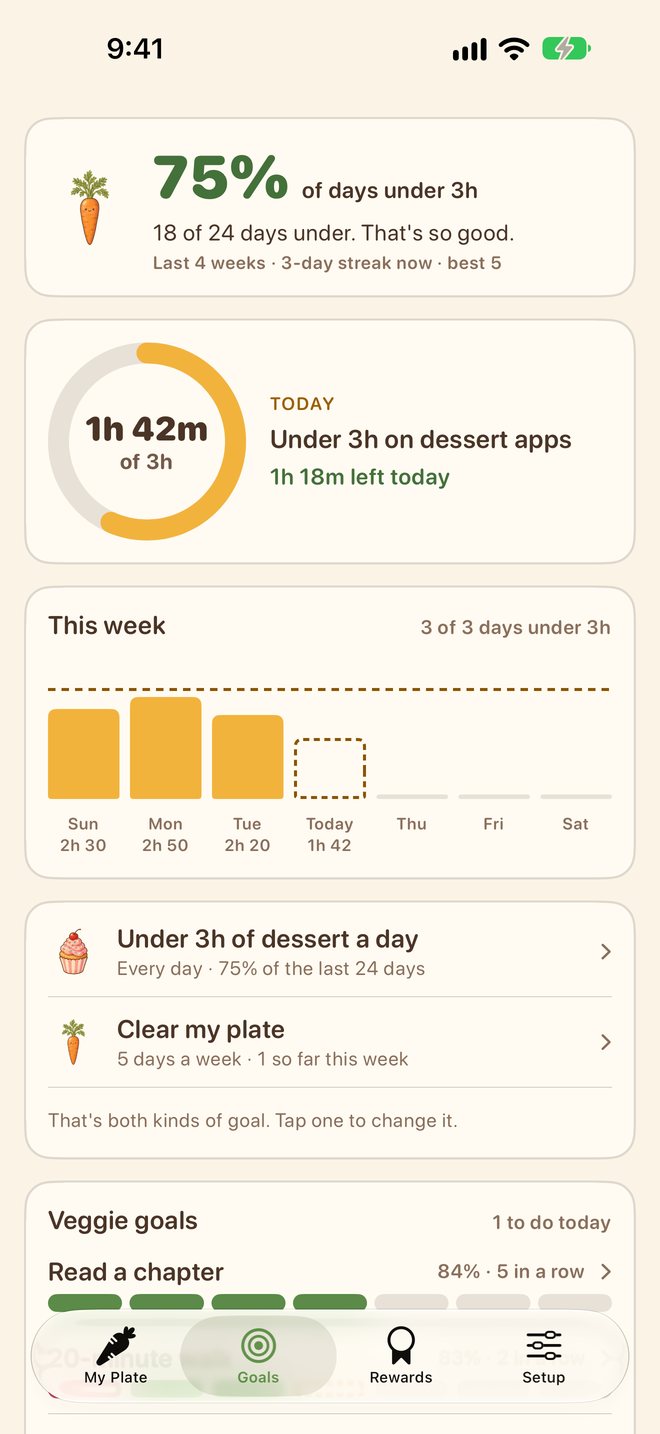 9:41
75% of days under 3h
18 of 24 days under. That's so good.
Last 4 weeks · 3-day streak now · best 5
1h 42m
of 3h
TODAY
Under 3h on dessert apps
1h 18m left today
This week
3 of 3 days under 3h
Sun Mon Tue Today Thu Fri Sat
2h 30 2h 50 2h 20 1h 42
Under 3h of dessert a day
Every day · 75% of the last 24 days
Clear my plate
5 days a week · 1 so far this week
That's both kinds of goal. Tap one to change it.
Veggie goals
1 to do today
Read a chapter
84% · 5 in a row
20-minute
My Plate Goals Rewards Setup